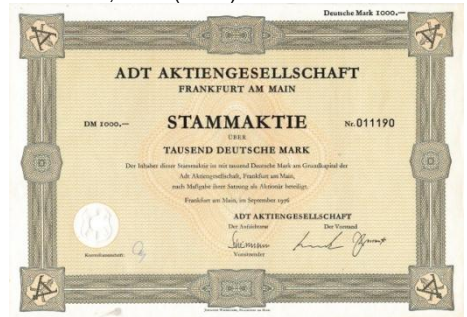 Deutsche Mark 1000,—
ADT AKTIENGESELLSCHAFT
FRANKFURT AM MAIN
DM 1000,— STAMMAKTIE Nr. 011190
ÜBER
TAUSEND DEUTSCHE MARK
Der Inhaber dieser Stammaktie ist mit tausend Deutsche Mark am Grundkapital der
Adt Aktiengesellschaft, Frankfurt am Main,
nach Maßgabe ihrer Satzung als Aktionär beteiligt.
Frankfurt am Main, im September 1976
ADT AKTIENGESELLSCHAFT
Der Aufsichtsrat Der Vorstand
Vorsitzender
Kontrollunterschrift: